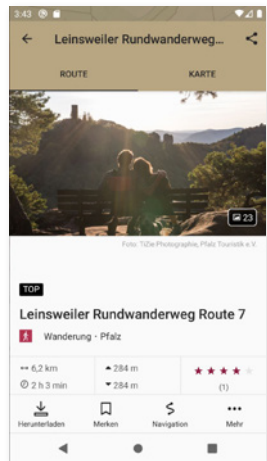 3:43
Leinsweiler Rundwanderweg...
ROUTE KARTE
23
Foto: TiZie Photographie, Pfalz Touristik e.V.
TOP
Leinsweiler Rundwanderweg Route 7
Wanderung - Pfalz
6,2 km 284 m
2 h 3 min 284 m (1)
Herunterladen Merken Navigation Mehr